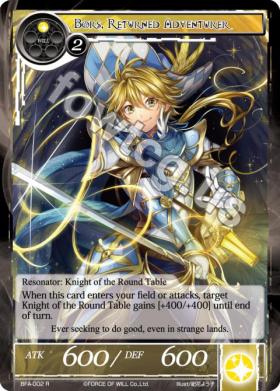 Bors, Returned Adventurer
WILL
2
fowtcg.us
Resonator: Knight of the Round Table
When this card enters your field or attacks, target
Knight of the Round Table gains [+400/+400] until end
of turn.
Ever seeking to do good, even in strange lands.
ATK 600 / DEF 600
BFA-002 R ©FORCE OF WILL Co.,Ltd.